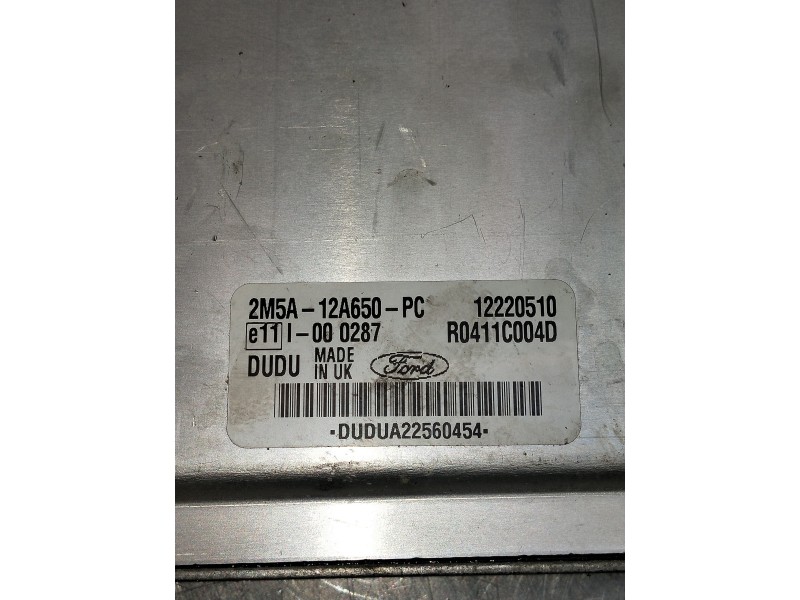 2M5A-12A650-PC 12220510
e11 I-00 0287 R0411C004D
DUDU MADE IN UK Ford
-DUDUA22560454-